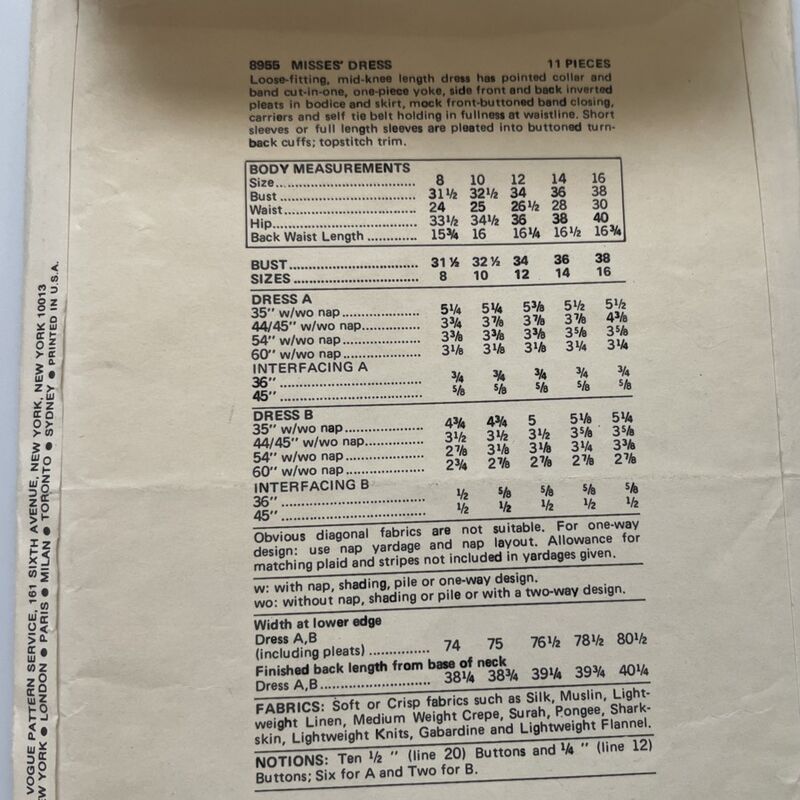 8955 MISSES' DRESS 11 PIECES
Loose-fitting, mid-knee length dress has pointed collar and
band cut-in-one, one-piece yoke, side front and back inverted
pleats in bodice and skirt, mock front-buttoned band closing,
carriers and self tie belt holding in fullness at waistline. Short
sleeves or full length sleeves are pleated into buttoned turn-
back cuffs; topstitch trim.
BODY MEASUREMENTS
Size 8 10 12 14 16
Bust 31½ 32½ 34 36 38
Waist 24 25 26½ 28 30
Hip 33½ 34½ 36 38 40
Back Waist Length 15¾ 16 16¼ 16½ 16¾
BUST 31½ 32½ 34 36 38
SIZES 8 10 12 14 16
DRESS A
35" w/wo nap 5¼ 5¼ 5⅜ 5½ 5½
44/45" w/wo nap 3¾ 3⅞ 3⅞ 3⅞ 4⅜
54" w/wo nap 3⅜ 3⅜ 3⅜ 3⅝ 3⅝
60" w/wo nap 3⅛ 3⅛ 3⅛ 3¼ 3¼
INTERFACING A
36" ¾ ¾ ¾ ¾ ¾
45" ⅝ ⅝ ⅝ ⅝ ⅝
DRESS B
35" w/wo nap 4¾ 4¾ 5 5⅛ 5¼
44/45" w/wo nap 3½ 3½ 3½ 3⅝ 3⅝
54" w/wo nap 2⅞ 3⅛ 3⅛ 3¼ 3⅜
60" w/wo nap 2¾ 2⅞ 2⅞ 2⅞ 2⅞
INTERFACING B
36" ½ ⅝ ⅝ ⅝ ⅝
45" ½ ½ ½ ½ ½
Obvious diagonal fabrics are not suitable. For one-way
design: use nap yardage and nap layout. Allowance for
matching plaid and stripes not included in yardages given.
w: with nap, shading, pile or one-way design.
wo: without nap, shading or pile or with a two-way design.
Width at lower edge
Dress A,B
(including pleats) 74 75 76½ 78½ 80½
Finished back length from base of neck
Dress A,B 38¼ 38¾ 39¼ 39¾ 40¼
FABRICS: Soft or Crisp fabrics such as Silk, Muslin, Light-
weight Linen, Medium Weight Crepe, Surah, Pongee, Shark-
skin, Lightweight Knits, Gabardine and Lightweight Flannel.
NOTIONS: Ten ½ " (line 20) Buttons and ¼ " (line 12)
Buttons; Six for A and Two for B.
VOGUE PATTERN SERVICE, 161 SIXTH AVENUE, NEW YORK, NEW YORK 10013
W YORK ● LONDON ● PARIS ● MILAN ● TORONTO ● SYDNEY ● PRINTED IN U.S.A.